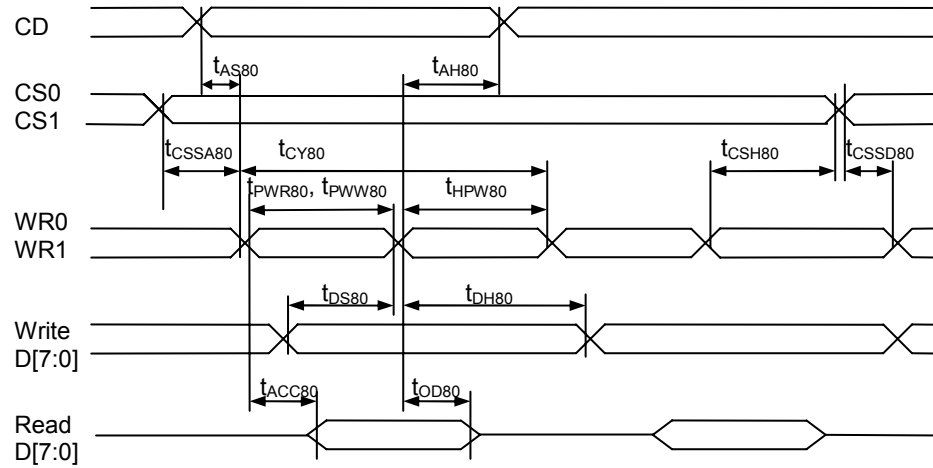 CD
tAS80 tAH80
CS0
CS1
tCSSA80 tCY80 tCSH80 tCSSD80
tPWR80, tPWW80 tHPW80
WR0
WR1
tDS80 tDH80
Write
D[7:0]
tACC80 tOD80
Read
D[7:0]